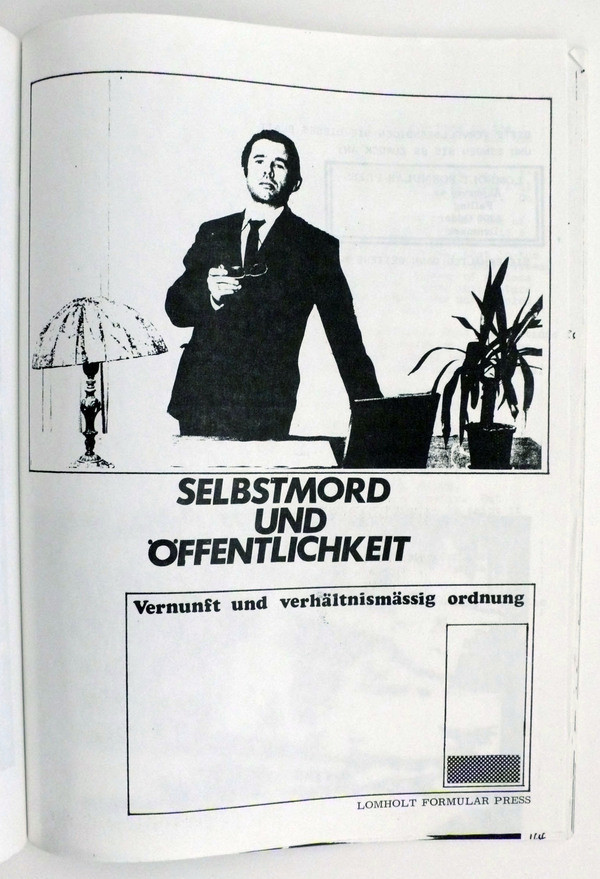 SELBSTMORD
UND
ÖFFENTLICHKEIT
Vernunft und verhältnismässig ordnung
LOMHOLT FORMULAR PRESS